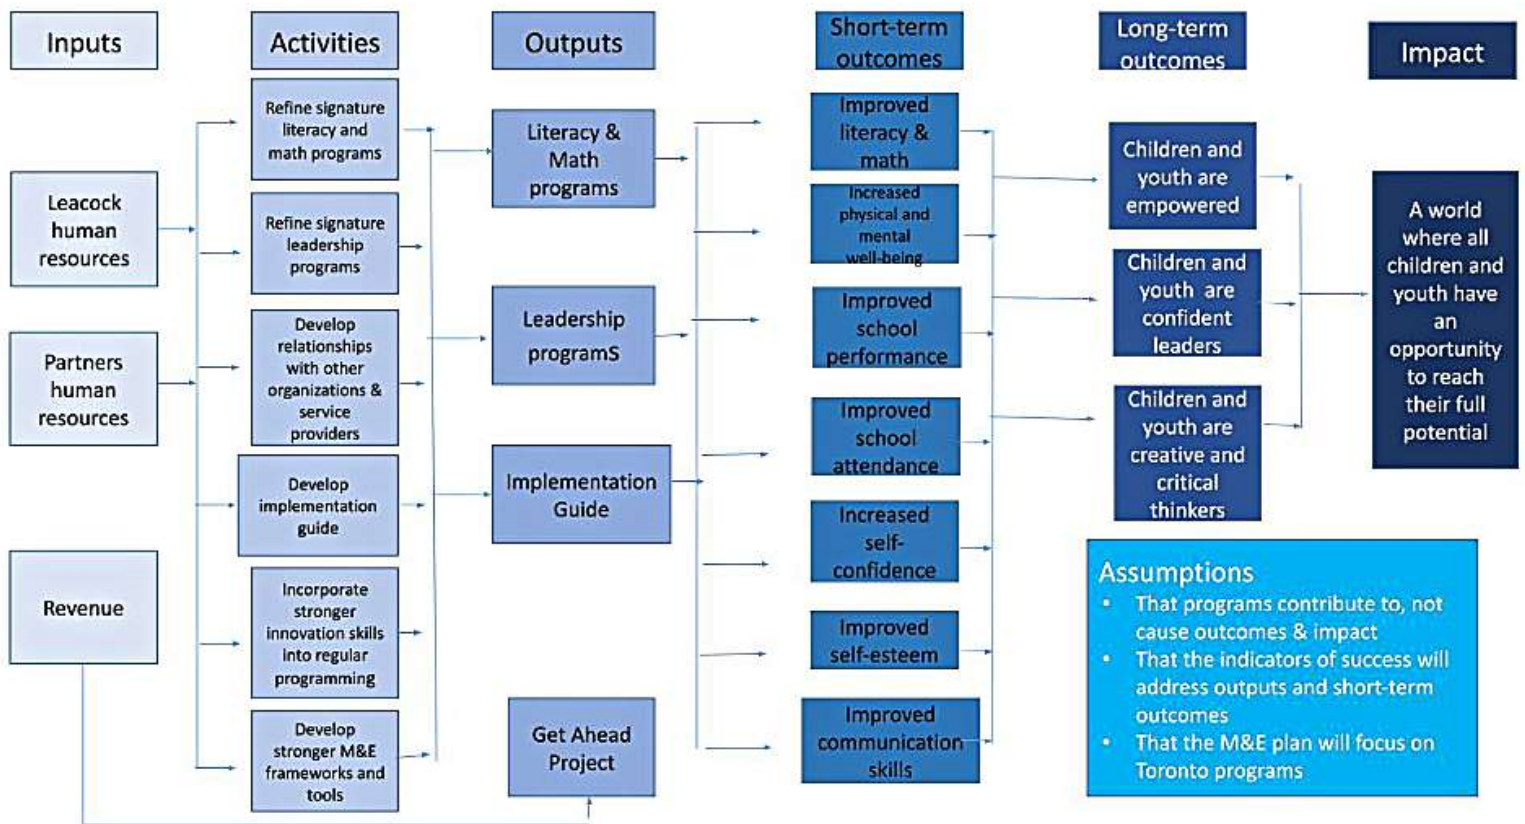 Inputs
Activities
Outputs
Short-term
outcomes
Long-term
outcomes
Impact
Leacock
human
resources
Partners
human
resources
Revenue
Refine signature
literacy and
math programs
Refine signature
leadership
programs
Develop
relationships
with other
organizations &
service
providers
Develop
implementation
guide
Incorporate
stronger
innovation skills
into regular
programming
Develop
stronger M&E
frameworks and
tools
Literacy &
Math
programs
Leadership
programS
Implementation
Guide
Get Ahead
Project
Improved
literacy &
math
Increased
physical and
mental
well-being
Improved
school
performance
Improved
school
attendance
Increased
self-
confidence
Improved
self-esteem
Improved
communication
skills
Children and
youth are
empowered
Children and
youth are
confident
leaders
Children and
youth are
creative and
critical
thinkers
A world
where all
children and
youth have
an
opportunity
to reach
their full
potential
Assumptions
• That programs contribute to, not
cause outcomes & impact
• That the indicators of success will
address outputs and short-term
outcomes
• That the M&E plan will focus on
Toronto programs